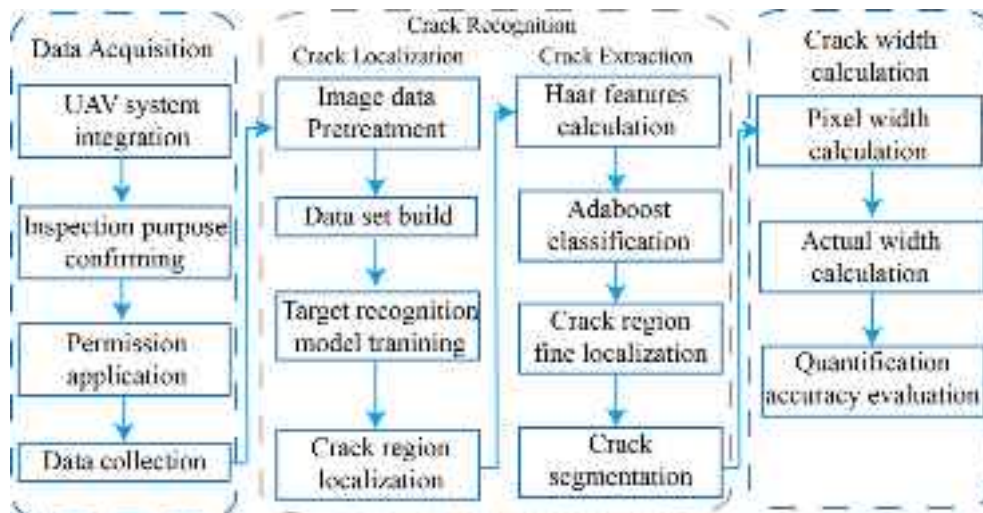 Data Acquisition
UAV system
integration
Inspection purpose
confirming
Permission
application
Data collection
Crack Recognition
Crack Localization
Image data
Pretreatment
Data set build
Target recognition
model tranining
Crack region
localization
Crack Extraction
Haar features
calculation
Adaboost
classification
Crack region
fine localization
Crack
segmentation
Crack width
calculation
Pixel width
calculation
Actual width
calculation
Quantification
accuracy evaluation